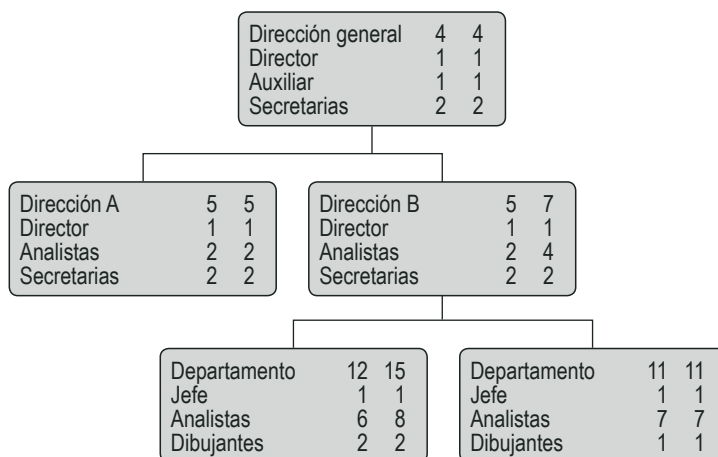 Dirección general 4 4
Director 1 1
Auxiliar 1 1
Secretarias 2 2
Dirección A 5 5
Director 1 1
Analistas 2 2
Secretarias 2 2
Dirección B 5 7
Director 1 1
Analistas 2 4
Secretarias 2 2
Departamento 12 15
Jefe 1 1
Analistas 6 8
Dibujantes 2 2
Departamento 11 11
Jefe 1 1
Analistas 7 7
Dibujantes 1 1